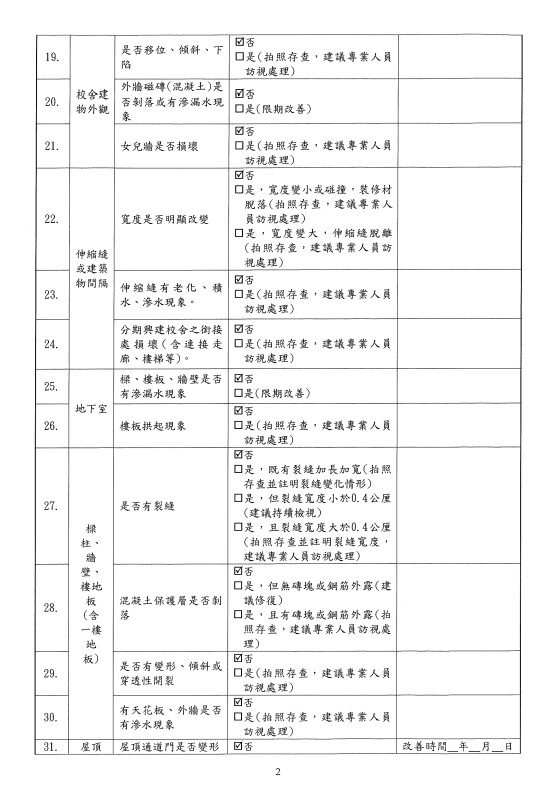 19.
校舍建
物外觀
是否移位、傾斜、下
陷
☑否
□是(拍照存查，建議專業人員
訪視處理)
20.
外牆磁磚(混凝土)是
否剝落或有滲漏水現
象
☑否
□是(限期改善)
21.
女兒牆是否損壞
☑否
□是(拍照存查，建議專業人員
訪視處理)
22.
伸縮縫
或建築
物間隔
寬度是否明顯改變
☑否
□是，寬度變小或碰撞，裝修材
脫落(拍照存查，建議專業人
員訪視處理)
□是，寬度變大，伸縮縫脫離
(拍照存查，建議專業人員訪
視處理)
23.
伸縮縫有老化、積
水、滲水現象。
☑否
□是(拍照存查，建議專業人員
訪視處理)
24.
分期興建校舍之銜接
處損壞(含連接走
廊、樓梯等)。
☑否
□是(拍照存查，建議專業人員
訪視處理)
25.
地下室
樑、樓板、牆壁是否
有滲漏水現象
☑否
□是(限期改善)
26.
樓板拱起現象
☑否
□是(拍照存查，建議專業人員
訪視處理)
27.
樑
柱、
牆
壁、
樓地
板
(含
一樓
地
板)
是否有裂縫
☑否
□是，既有裂縫加長加寬(拍照
存查並註明裂縫變化情形)
□是，但裂縫寬度小於0.4公厘
(建議持續檢視)
□是，且裂縫寬度大於0.4公厘
(拍照存查並註明裂縫寬度，
建議專業人員訪視處理)
28.
混凝土保護層是否剝
落
☑否
□是，但無磚塊或鋼筋外露(建
議修復)
□是，且有磚塊或鋼筋外露(拍
照存查，建議專業人員訪視處
理)
29.
是否有變形、傾斜或
穿透性開裂
☑否
□是(拍照存查，建議專業人員
訪視處理)
30.
有天花板、外牆是否
有滲水現象
☑否
□是(拍照存查，建議專業人員
訪視處理)
31.
屋頂
屋頂通道門是否變形
☑否
改善時間__年__月__日
2